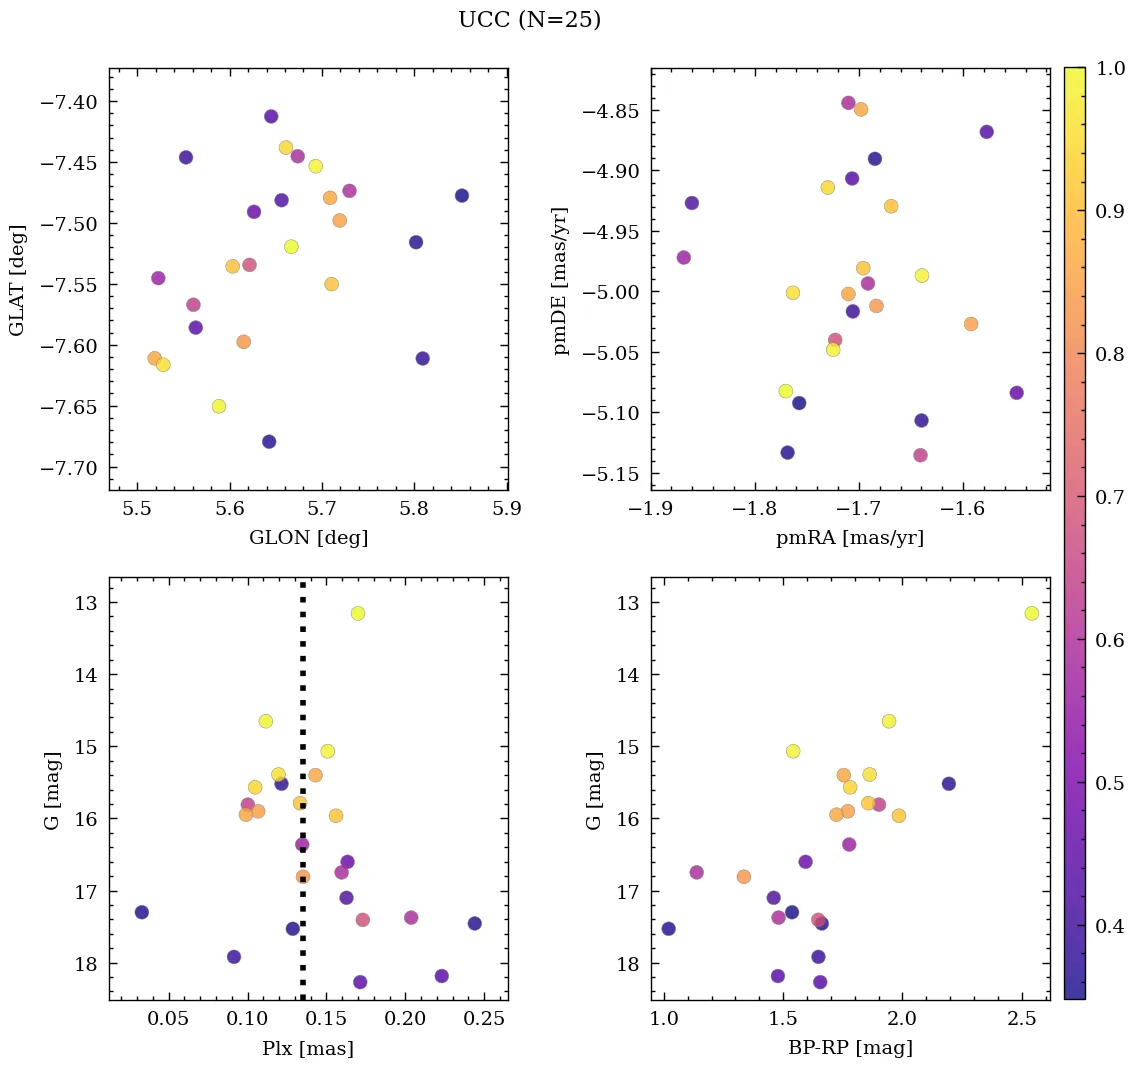 UCC (N=25)
−7.40
−7.45
−7.50
−7.55
−7.60
−7.65
−7.70
GLAT [deg]
5.5 5.6 5.7 5.8 5.9
GLON [deg]
−4.85
−4.90
−4.95
−5.00
−5.05
−5.10
−5.15
pmDE [mas/yr]
−1.9 −1.8 −1.7 −1.6
pmRA [mas/yr]
13
14
15
16
17
18
G [mag]
0.05 0.10 0.15 0.20 0.25
Plx [mas]
13
14
15
16
17
18
G [mag]
1.0 1.5 2.0 2.5
BP-RP [mag]
1.0
0.9
0.8
0.7
0.6
0.5
0.4